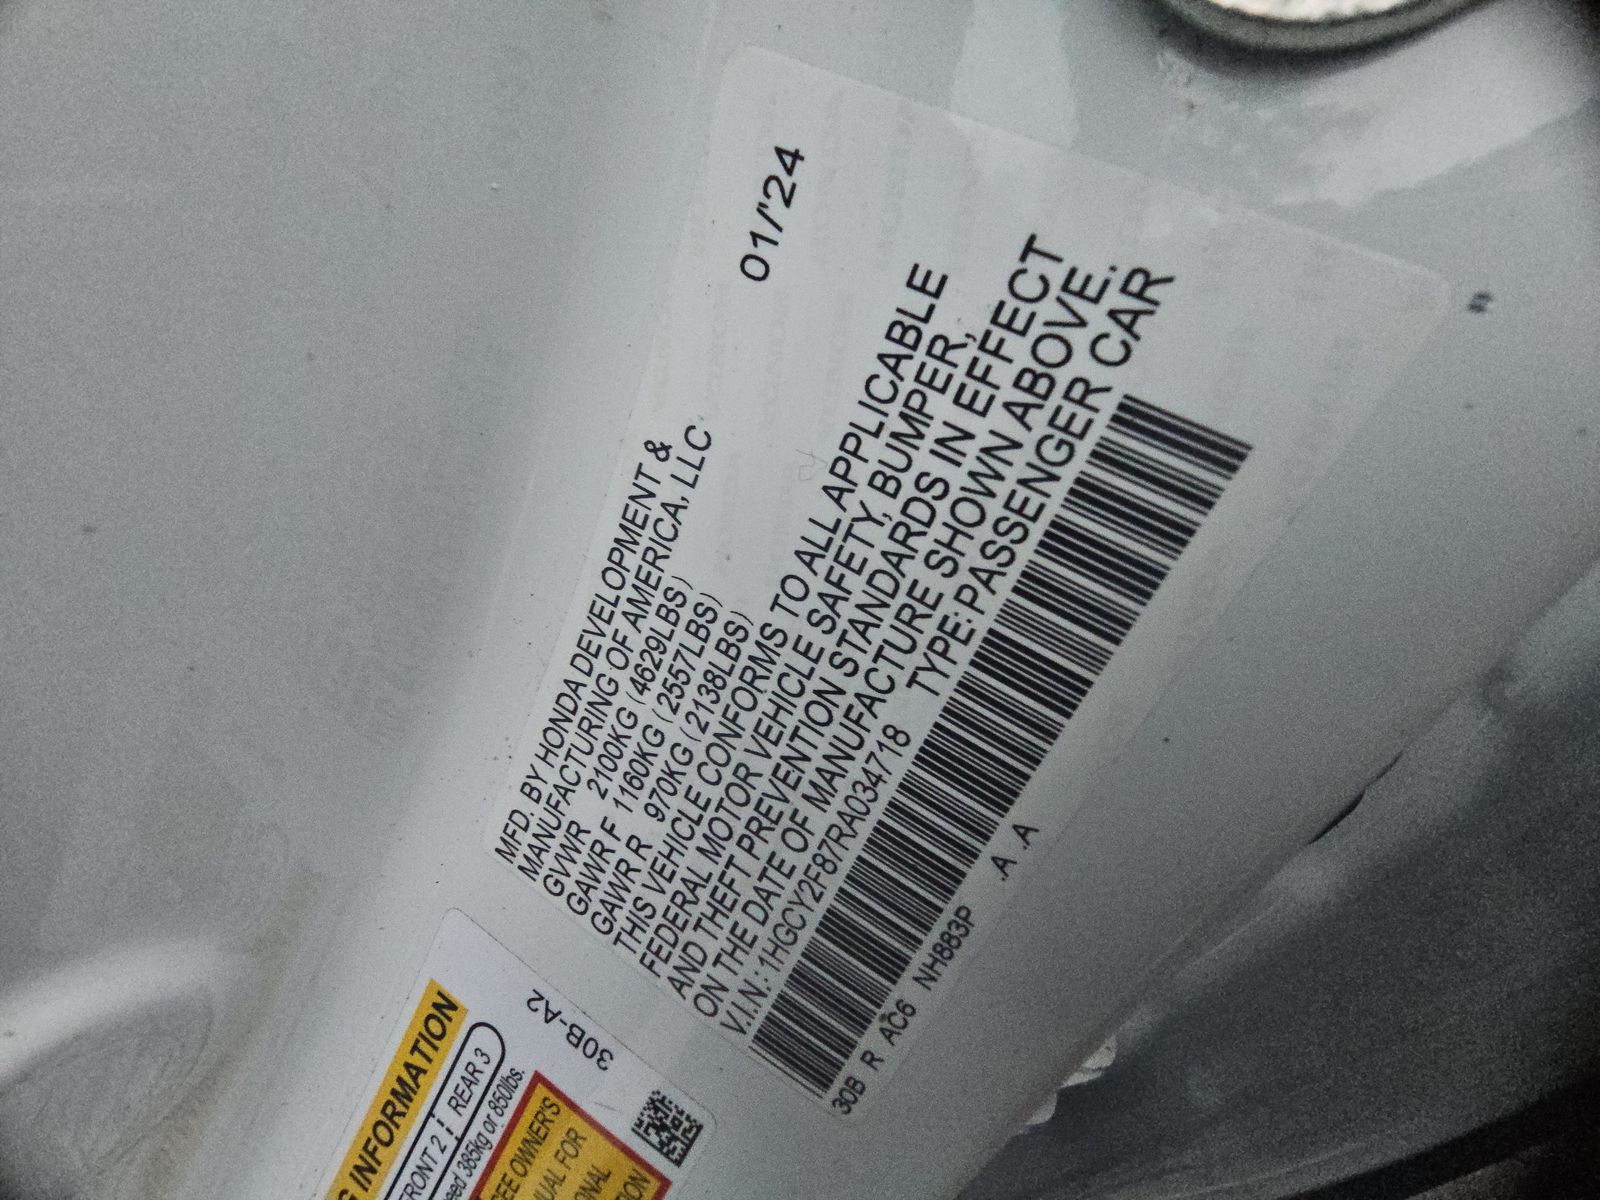 MFD. BY HONDA DEVELOPMENT &
MANUFACTURING OF AMERICA, LLC
01/'24
GVWR 2100KG (4629LBS)
GAWR F 1160KG (2557LBS)
GAWR R 970KG (2138LBS)
THIS VEHICLE CONFORMS TO ALL APPLICABLE
FEDERAL MOTOR VEHICLE SAFETY, BUMPER,
AND THEFT PREVENTION STANDARDS IN EFFECT
ON THE DATE OF MANUFACTURE SHOWN ABOVE.
V.I.N.: 1HGCY2F87RA034718 TYPE: PASSENGER CAR
30B R AC6 NH883P .A .A
INFORMATION
2 REAR 3
385kg or 850lbs.
30B-A2
OWNER'S
FOR